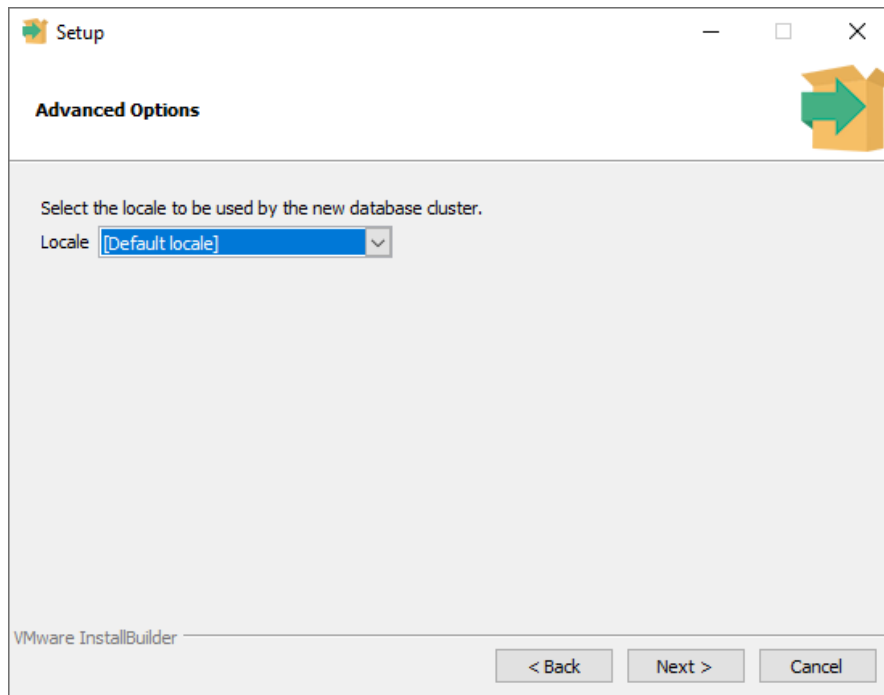 Setup
Advanced Options
Select the locale to be used by the new database cluster.
Locale [Default locale]
VMware InstallBuilder
< Back Next > Cancel